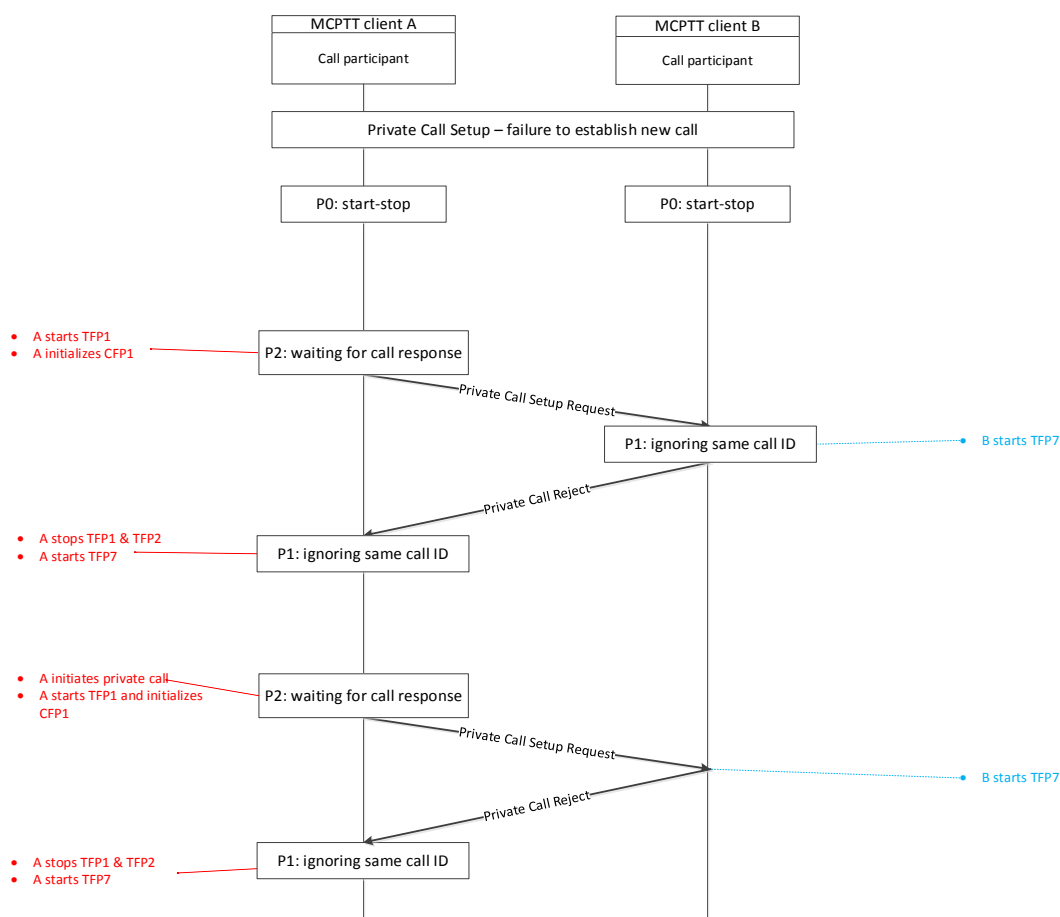 MCPTT client A
Call participant
MCPTT client B
Call participant
Private Call Setup – failure to establish new call
P0: start-stop
P0: start-stop
• A starts TFP1
• A initializes CFP1
P2: waiting for call response
Private Call Setup Request
P1: ignoring same call ID
• B starts TFP7
Private Call Reject
• A stops TFP1 & TFP2
• A starts TFP7
P1: ignoring same call ID
• A initiates private call
• A starts TFP1 and initializes
CFP1
P2: waiting for call response
Private Call Setup Request
• B starts TFP7
Private Call Reject
P1: ignoring same call ID
• A stops TFP1 & TFP2
• A starts TFP7